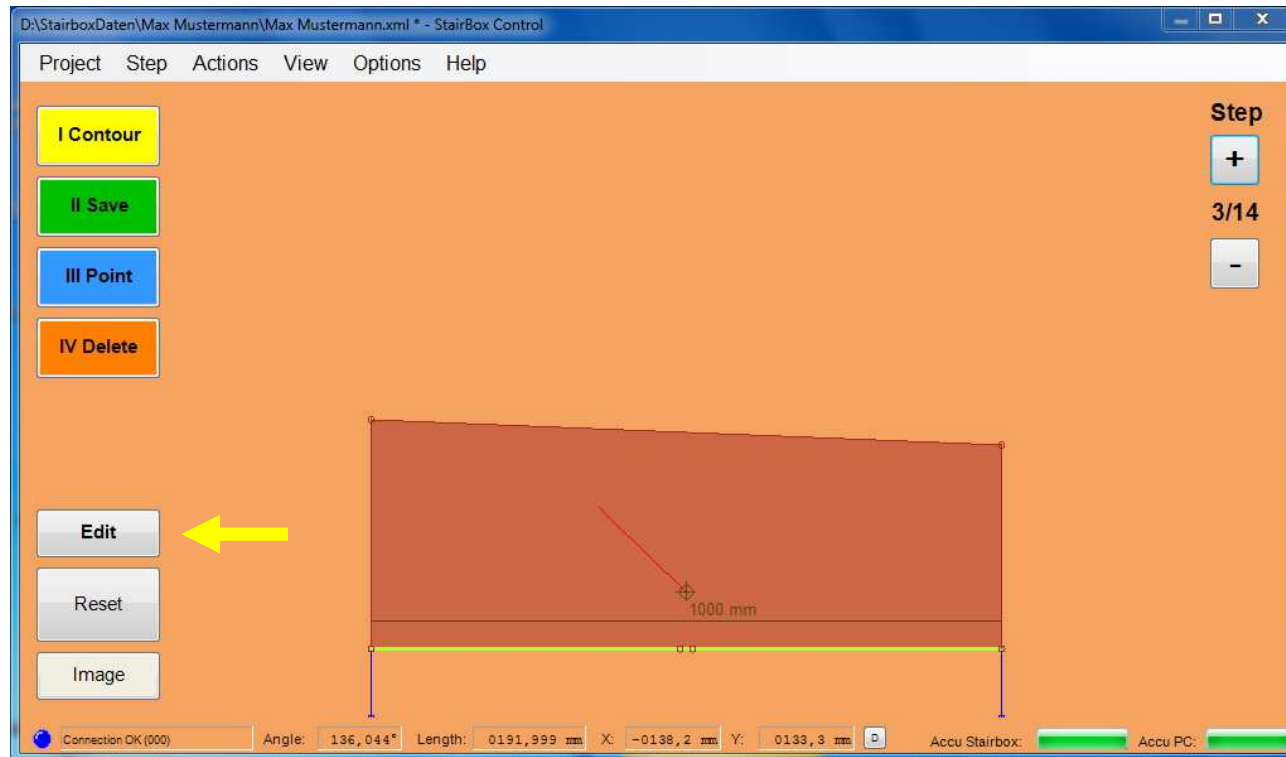 D:\StairboxDaten\Max Mustermann\Max Mustermann.xml * - StairBox Control
Project Step Actions View Options Help
Step
I Contour
+
II Save
3/14
III Point
-
IV Delete
Edit
Reset
1000 mm
Image
Connection OK (000) Angle: 136,044° Length: 0191,999 mm X: -0138,2 mm Y: 0133,3 mm D Accu Stairbox: Accu PC: